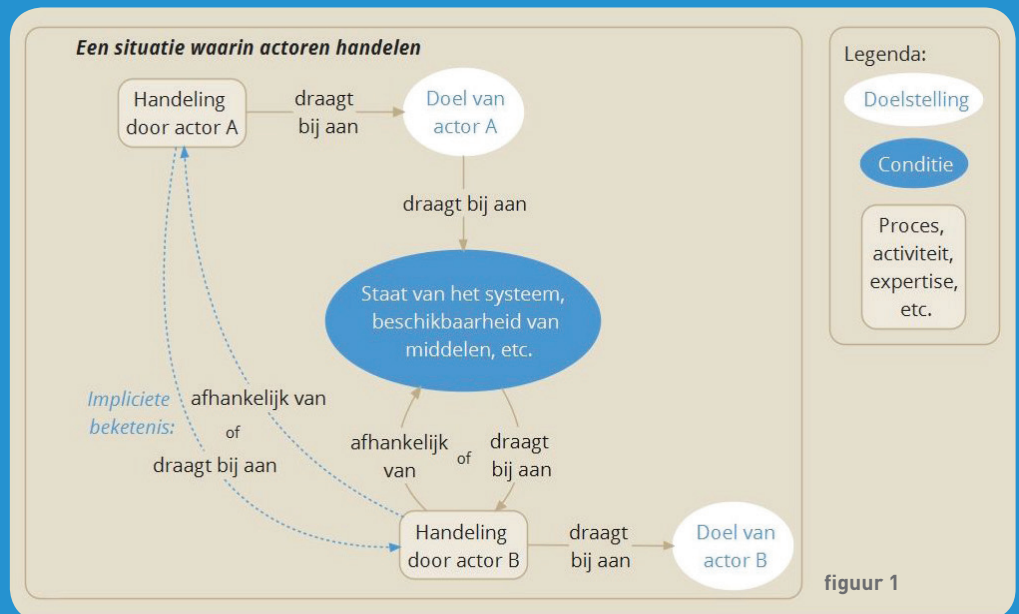 Een situatie waarin actoren handelen
Handeling
door actor A
draagt
bij aan
Doel van
actor A
draagt bij aan
Staat van het systeem,
beschikbaarheid van
middelen, etc.
Impliciete
beketenis:
afhankelijk van
of
draagt bij aan
afhankelijk
van
of
draagt
bij aan
Handeling
door actor B
draagt
bij aan
Doel van
actor B
Legenda:
Doelstelling
Conditie
Proces,
activiteit,
expertise,
etc.
figuur 1